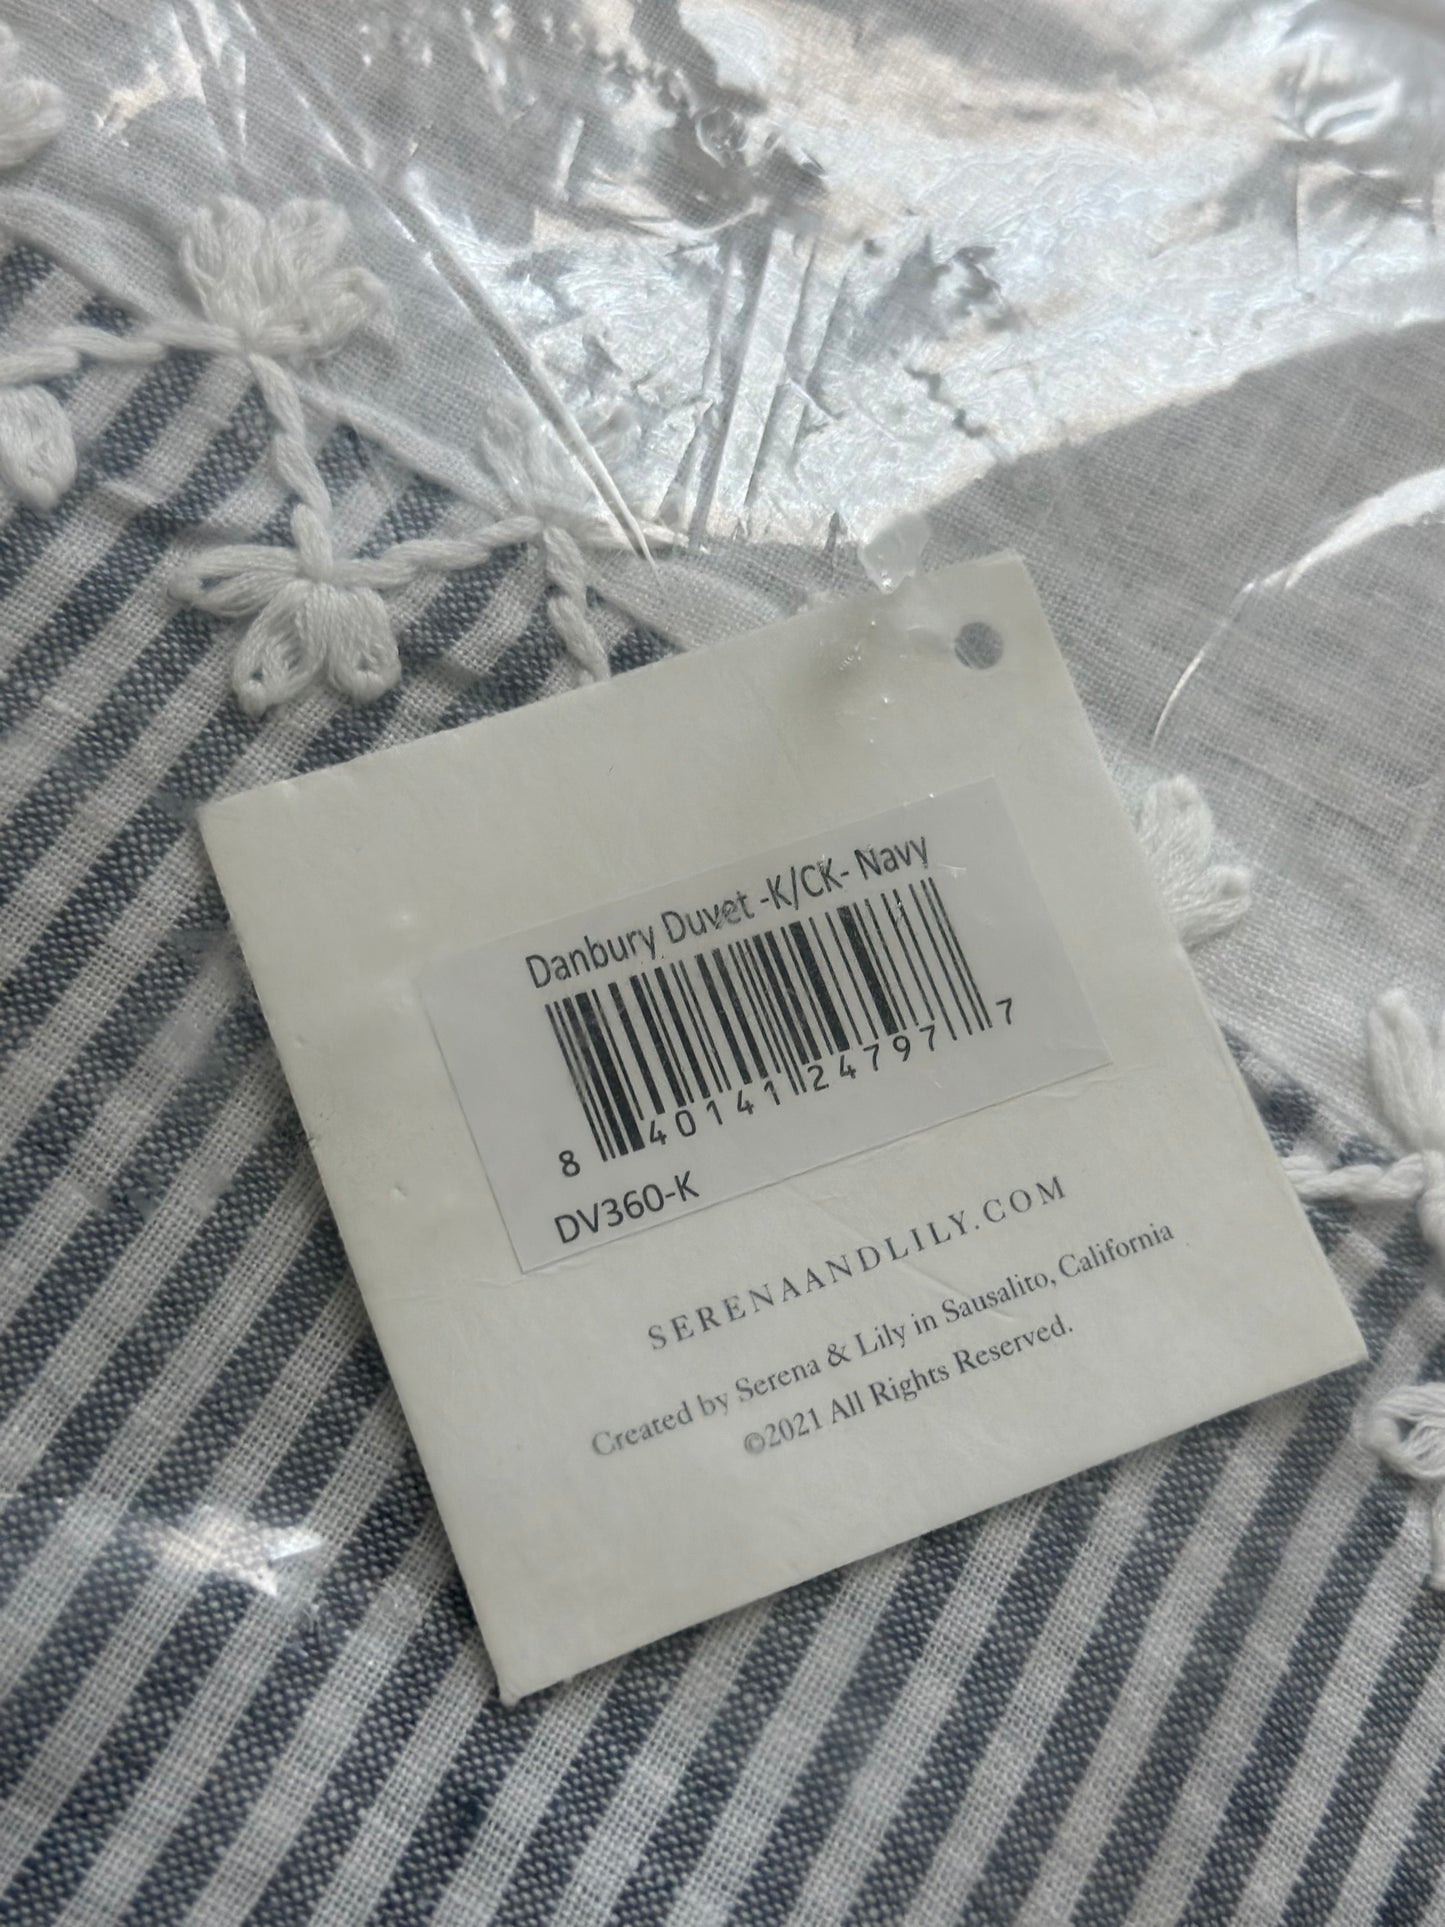 Danbury Duvet -K/CK- Navy
8 40141 24797 7
DV360-K
SERENAANDLILY.COM
Created by Serena & Lily in Sausalito, California
©2021 All Rights Reserved.